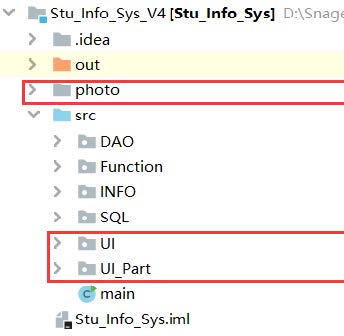 Stu_Info_Sys_V4 [Stu_Info_Sys] D:\Snage
.idea
out
photo
src
DAO
Function
INFO
SQL
UI
UI_Part
main
Stu_Info_Sys.iml